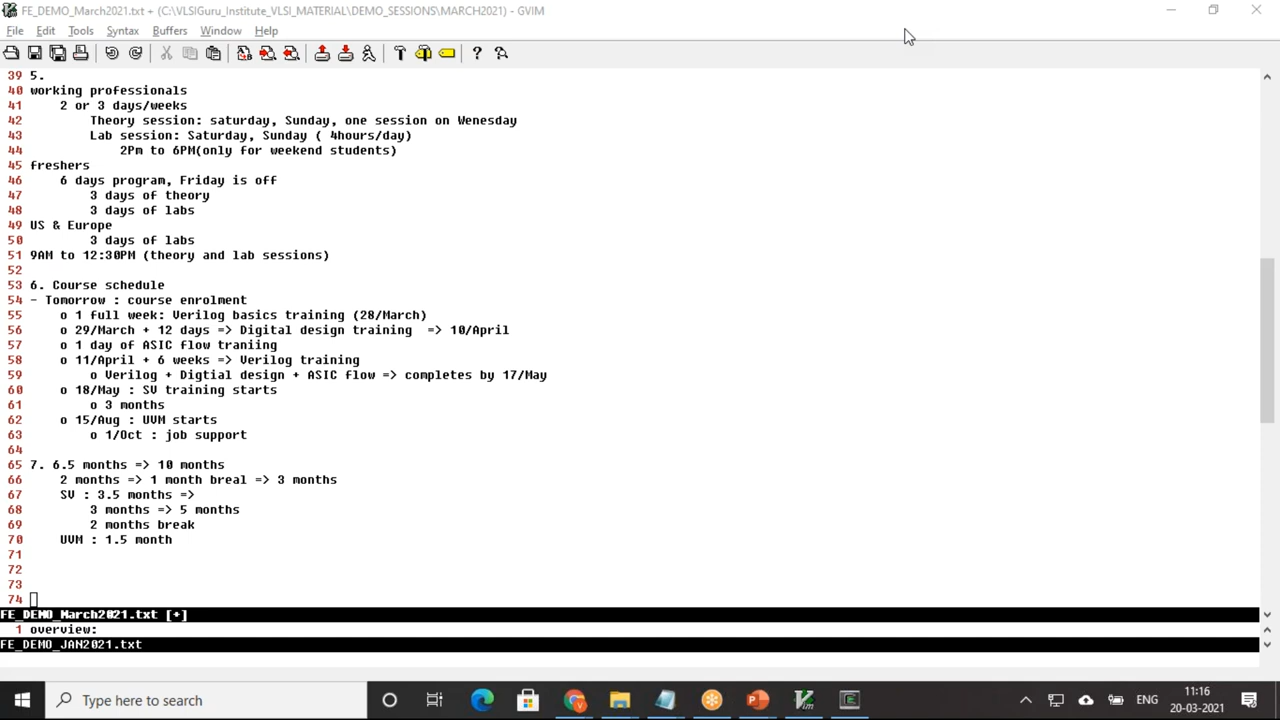 FE_DEMO_March2021.txt + (C:\VLSIGuru_Institute_VLSI_MATERIAL\DEMO_SESSIONS\MARCH2021) - GVIM
File Edit Tools Syntax Buffers Window Help
39 5.
40 working professionals
41 2 or 3 days/weeks
42 Theory session: saturday, Sunday, one session on Wenesday
43 Lab session: Saturday, Sunday ( 4hours/day)
44 2Pm to 6PM(only for weekend students)
45 freshers
46 6 days program, Friday is off
47 3 days of theory
48 3 days of labs
49 US & Europe
50 3 days of labs
51 9AM to 12:30PM (theory and lab sessions)
52
53 6. Course schedule
54 - Tomorrow : course enrolment
55 o 1 full week: Verilog basics training (28/March)
56 o 29/March + 12 days => Digital design training => 10/April
57 o 1 day of ASIC flow traniing
58 o 11/April + 6 weeks => Verilog training
59 o Verilog + Digtial design + ASIC flow => completes by 17/May
60 o 18/May : SV training starts
61 o 3 months
62 o 15/Aug : UVM starts
63 o 1/Oct : job support
64
65 7. 6.5 months => 10 months
66 2 months => 1 month breal => 3 months
67 SV : 3.5 months =>
68 3 months => 5 months
69 2 months break
70 UVM : 1.5 month
71
72
73
74
FE_DEMO_March2021.txt [+]
1 overview:
FE_DEMO_JAN2021.txt
Type here to search
ENG
11:16
20-03-2021